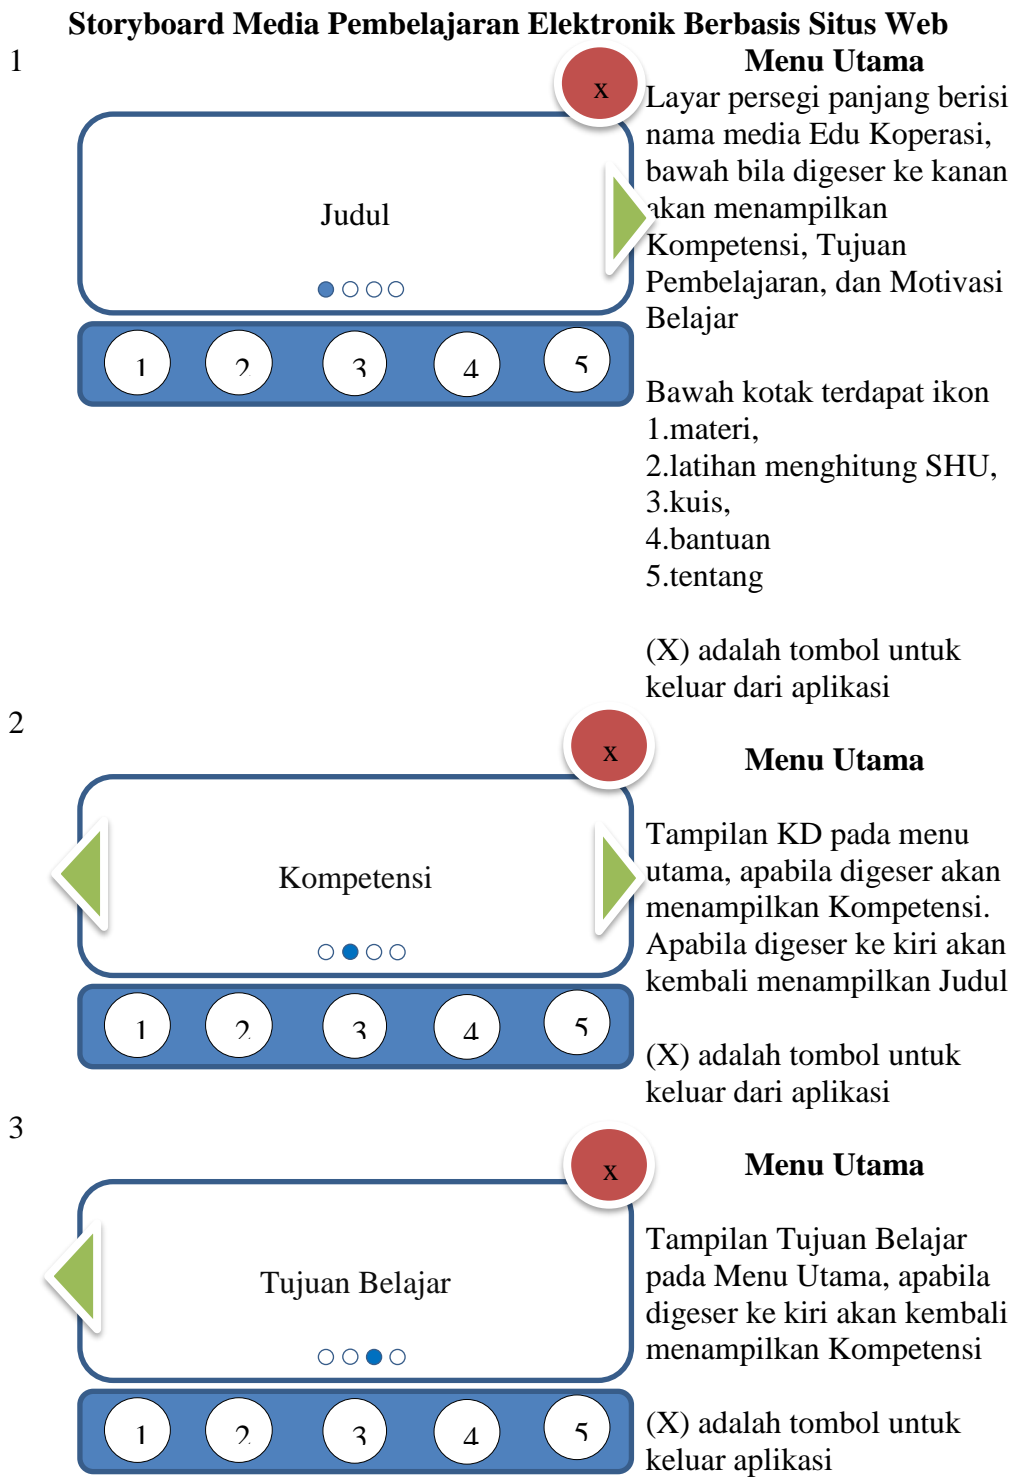 Storyboard Media Pembelajaran Elektronik Berbasis Situs Web
1
x
Judul
1 2 3 4 5
Menu Utama
Layar persegi panjang berisi
nama media Edu Koperasi,
bawah bila digeser ke kanan
akan menampilkan
Kompetensi, Tujuan
Pembelajaran, dan Motivasi
Belajar
Bawah kotak terdapat ikon
1.materi,
2.latihan menghitung SHU,
3.kuis,
4.bantuan
5.tentang
(X) adalah tombol untuk
keluar dari aplikasi
2
x
Kompetensi
1 2 3 4 5
Menu Utama
Tampilan KD pada menu
utama, apabila digeser akan
menampilkan Kompetensi.
Apabila digeser ke kiri akan
kembali menampilkan Judul
(X) adalah tombol untuk
keluar dari aplikasi
3
x
Tujuan Belajar
1 2 3 4 5
Menu Utama
Tampilan Tujuan Belajar
pada Menu Utama, apabila
digeser ke kiri akan kembali
menampilkan Kompetensi
(X) adalah tombol untuk
keluar aplikasi